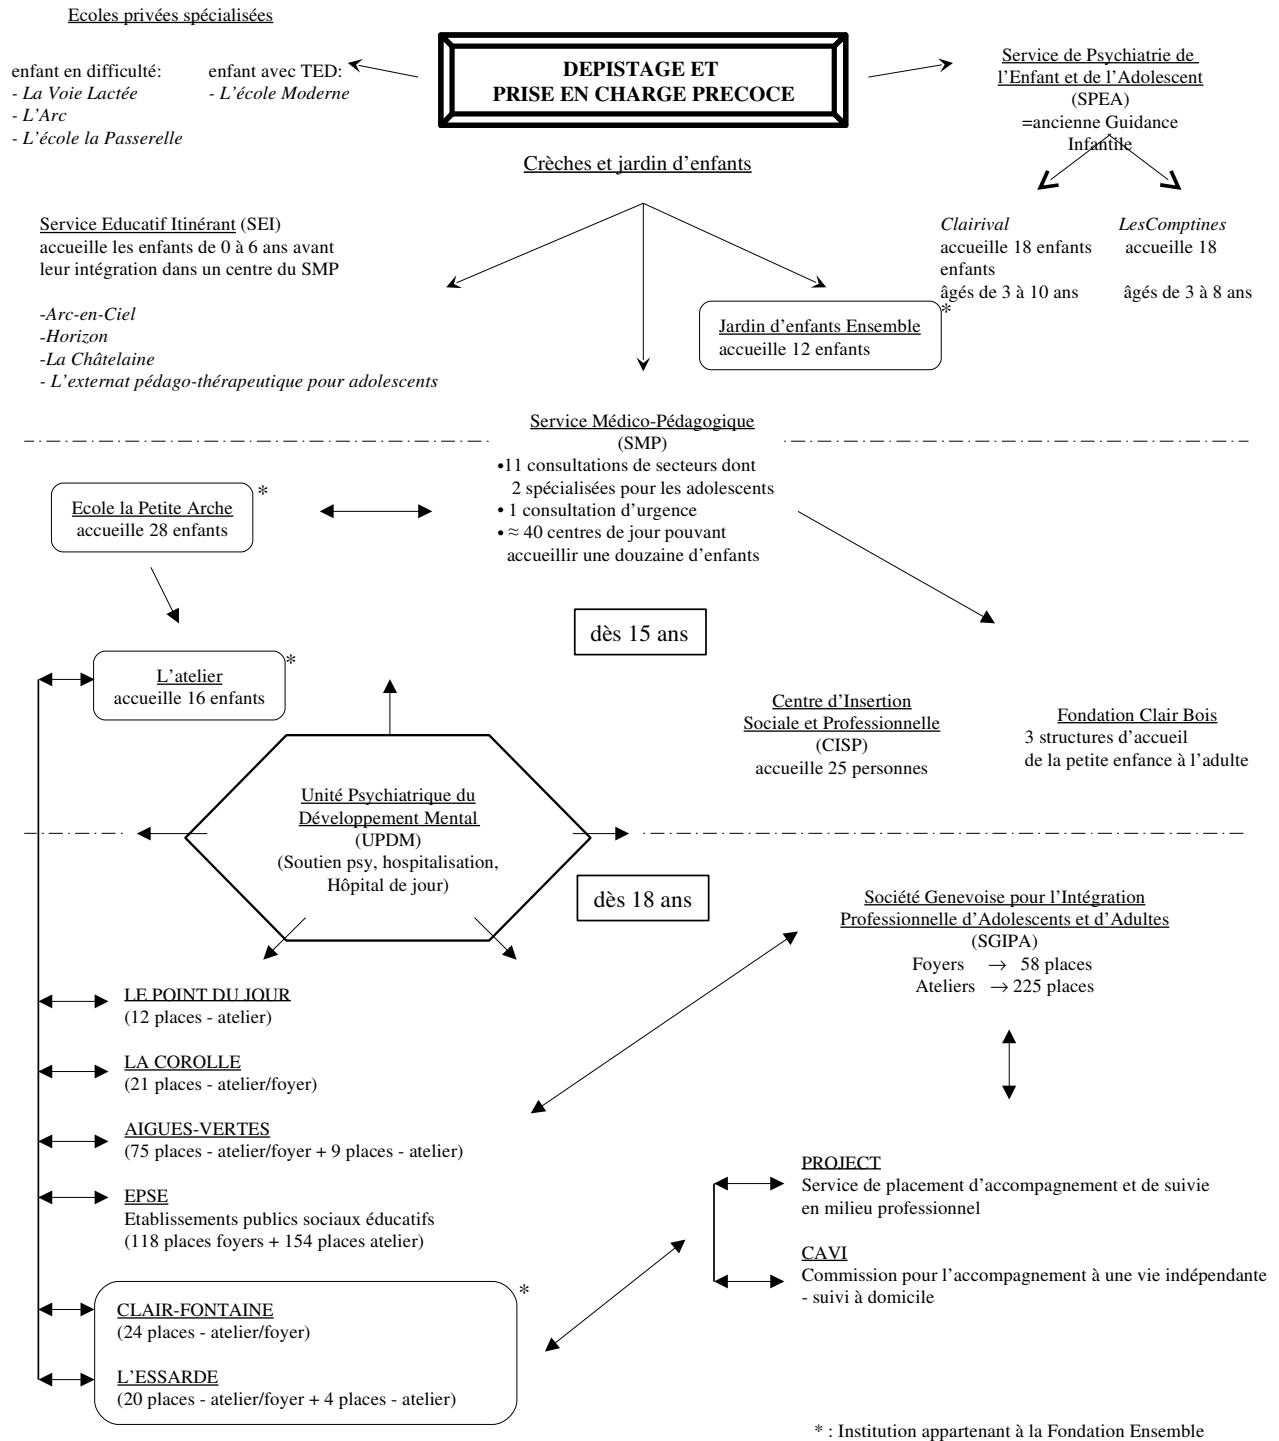 Ecoles privées spécialisées
enfant en difficulté:
- La Voie Lactée
- L'Arc
- L'école la Passerelle
enfant avec TED:
- L'école Moderne
DEPISTAGE ET
PRISE EN CHARGE PRECOCE
Service de Psychiatrie de
l'Enfant et de l'Adolescent
(SPEA)
=ancienne Guidance
Infantile
Crèches et jardin d'enfants
Service Educatif Itinérant (SEI)
accueille les enfants de 0 à 6 ans avant
leur intégration dans un centre du SMP
-Arc-en-Ciel
-Horizon
-La Châtelaine
- L'externat pédago-thérapeutique pour adolescents
Clairival
accueille 18 enfants
enfants
âgés de 3 à 10 ans
LesComptines
accueille 18
âgés de 3 à 8 ans
Jardin d'enfants Ensemble
accueille 12 enfants
*
Service Médico-Pédagogique
(SMP)
•11 consultations de secteurs dont
2 spécialisées pour les adolescents
• 1 consultation d'urgence
• ≈ 40 centres de jour pouvant
accueillir une douzaine d'enfants
Ecole la Petite Arche
accueille 28 enfants
*
dès 15 ans
L'atelier
accueille 16 enfants
*
Centre d'Insertion
Sociale et Professionnelle
(CISP)
accueille 25 personnes
Fondation Clair Bois
3 structures d'accueil
de la petite enfance à l'adulte
Unité Psychiatrique du
Développement Mental
(UPDM)
(Soutien psy, hospitalisation,
Hôpital de jour)
dès 18 ans
Société Genevoise pour l'Intégration
Professionnelle d'Adolescents et d'Adultes
(SGIPA)
Foyers → 58 places
Ateliers → 225 places
LE POINT DU JOUR
(12 places - atelier)
LA COROLLE
(21 places - atelier/foyer)
AIGUES-VERTES
(75 places - atelier/foyer + 9 places - atelier)
EPSE
Etablissements publics sociaux éducatifs
(118 places foyers + 154 places atelier)
PROJECT
Service de placement d'accompagnement et de suivie
en milieu professionnel
CAVI
Commission pour l'accompagnement à une vie indépendante
- suivi à domicile
CLAIR-FONTAINE
(24 places - atelier/foyer)
L'ESSARDE
(20 places - atelier/foyer + 4 places - atelier)
*
* : Institution appartenant à la Fondation Ensemble